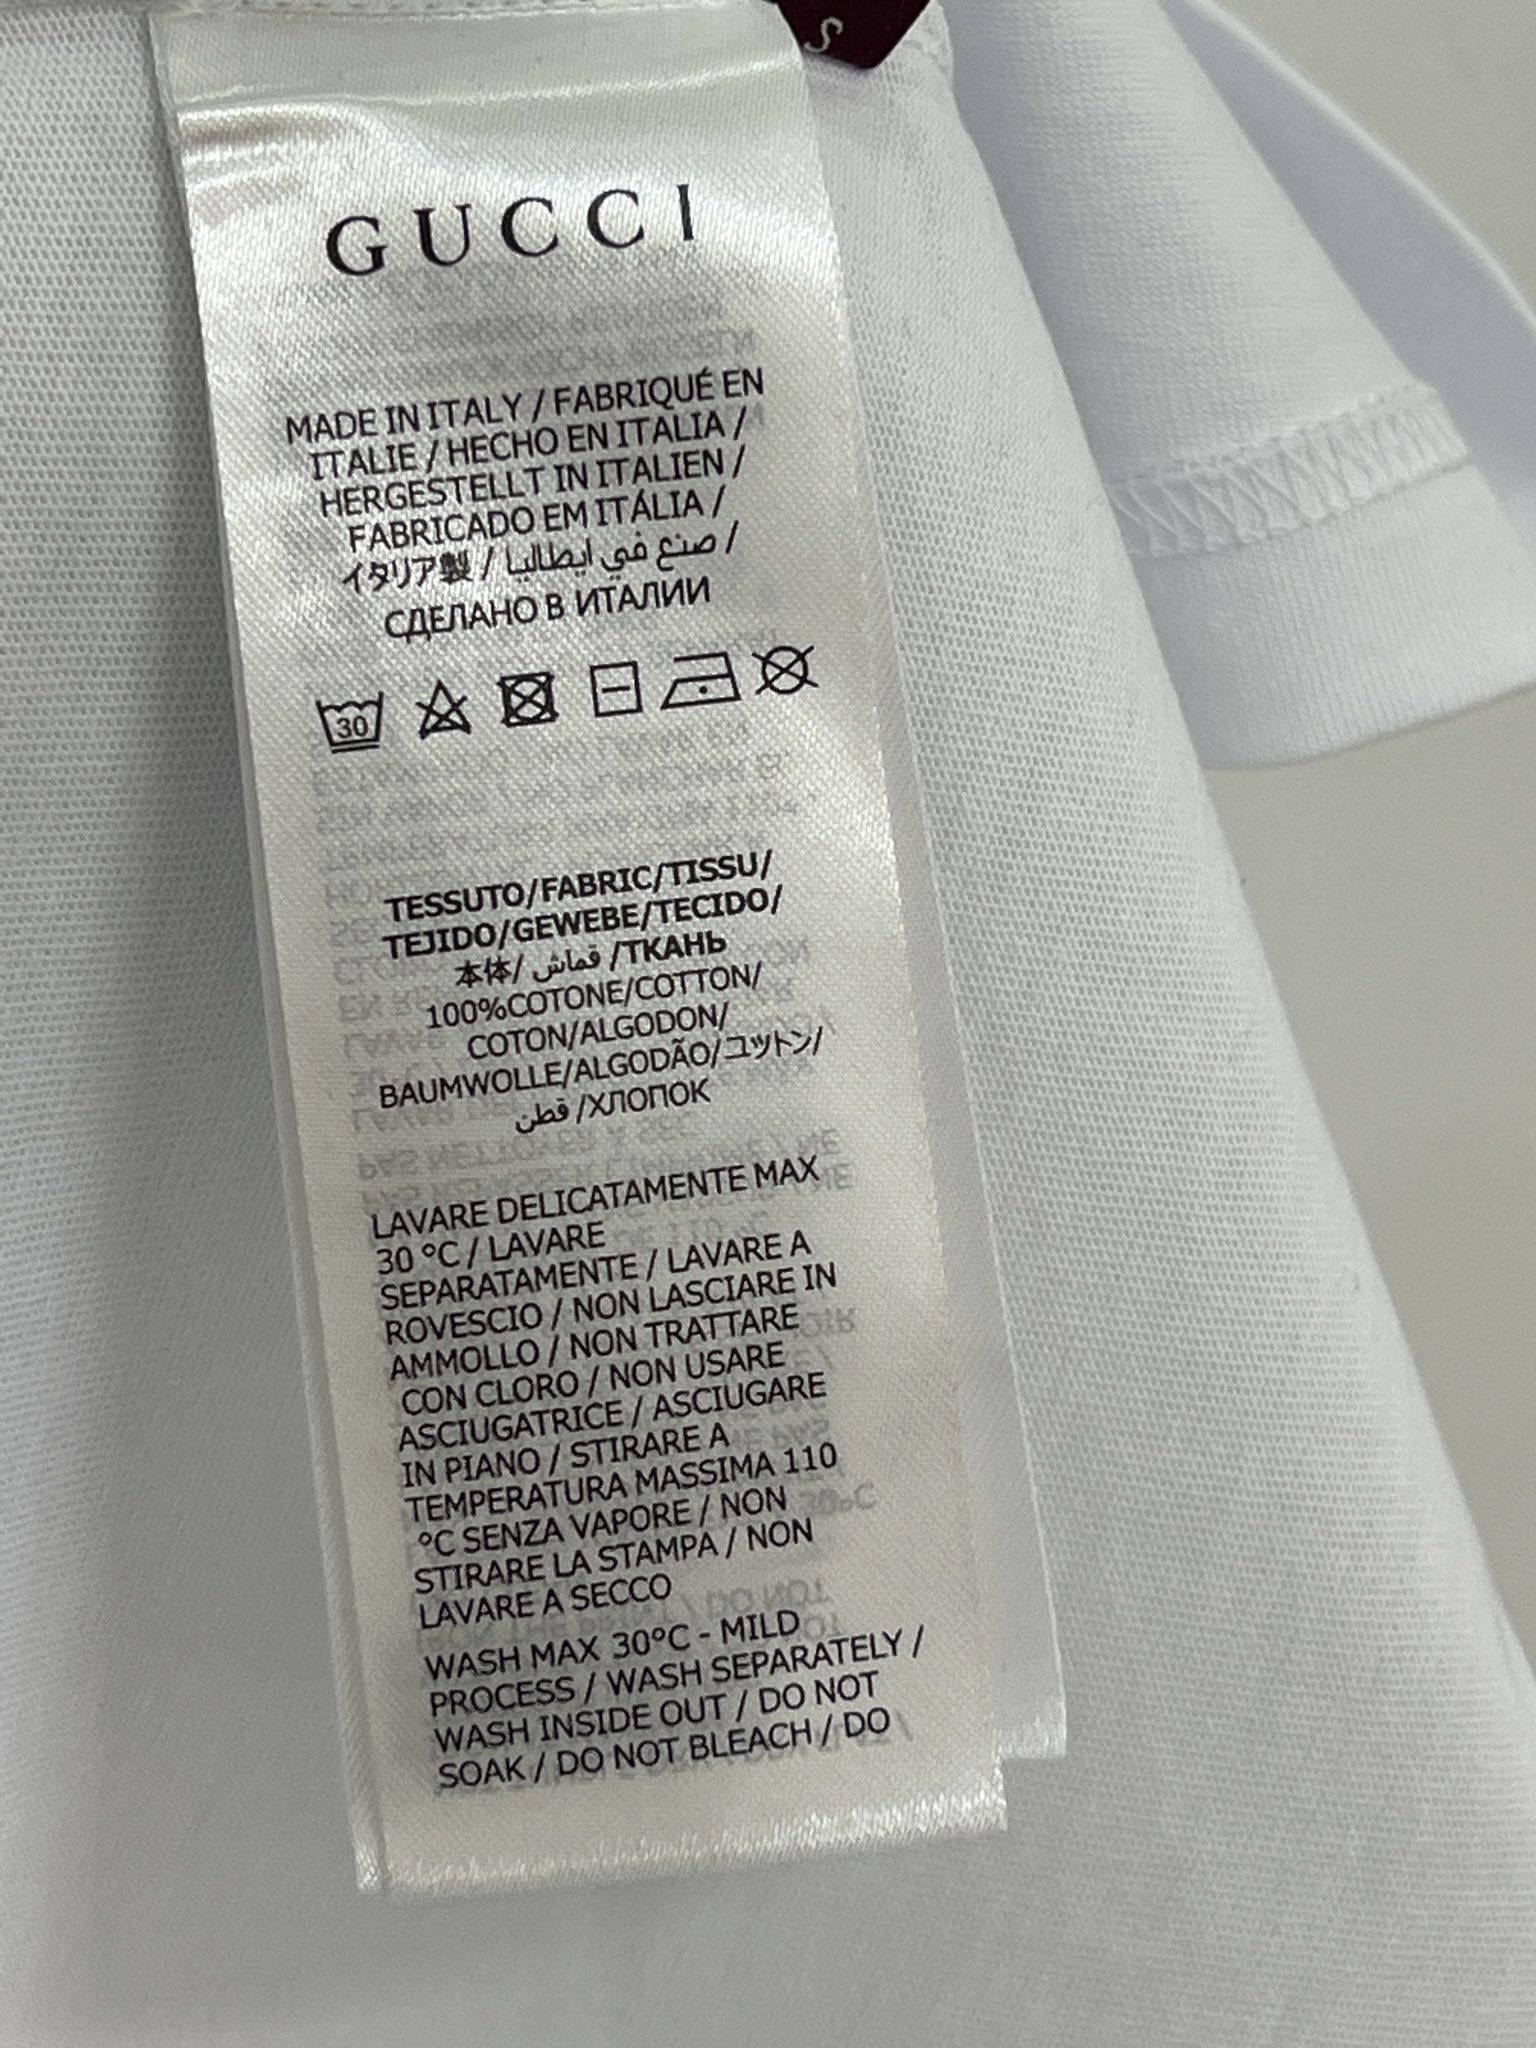 S
GUCCI
MADE IN ITALY / FABRIQUÉ EN
ITALIE / HECHO EN ITALIA /
HERGESTELLT IN ITALIEN /
FABRICADO EM ITÁLIA /
イタリア製 / صنع في ايطاليا /
СДЕЛАНО В ИТАЛИИ
30
TESSUTO/FABRIC/TISSU/
TEJIDO/GEWEBE/TECIDO/
本体/ قماش /ТКАНЬ
100%COTONE/COTTON/
COTON/ALGODON/
BAUMWOLLE/ALGODÃO/コットン/
قطن /ХЛОПОК
LAVARE DELICATAMENTE MAX
30 °C / LAVARE
SEPARATAMENTE / LAVARE A
ROVESCIO / NON LASCIARE IN
AMMOLLO / NON TRATTARE
CON CLORO / NON USARE
ASCIUGATRICE / ASCIUGARE
IN PIANO / STIRARE A
TEMPERATURA MASSIMA 110
°C SENZA VAPORE / NON
STIRARE LA STAMPA / NON
LAVARE A SECCO
WASH MAX 30°C - MILD
PROCESS / WASH SEPARATELY /
WASH INSIDE OUT / DO NOT
SOAK / DO NOT BLEACH / DO